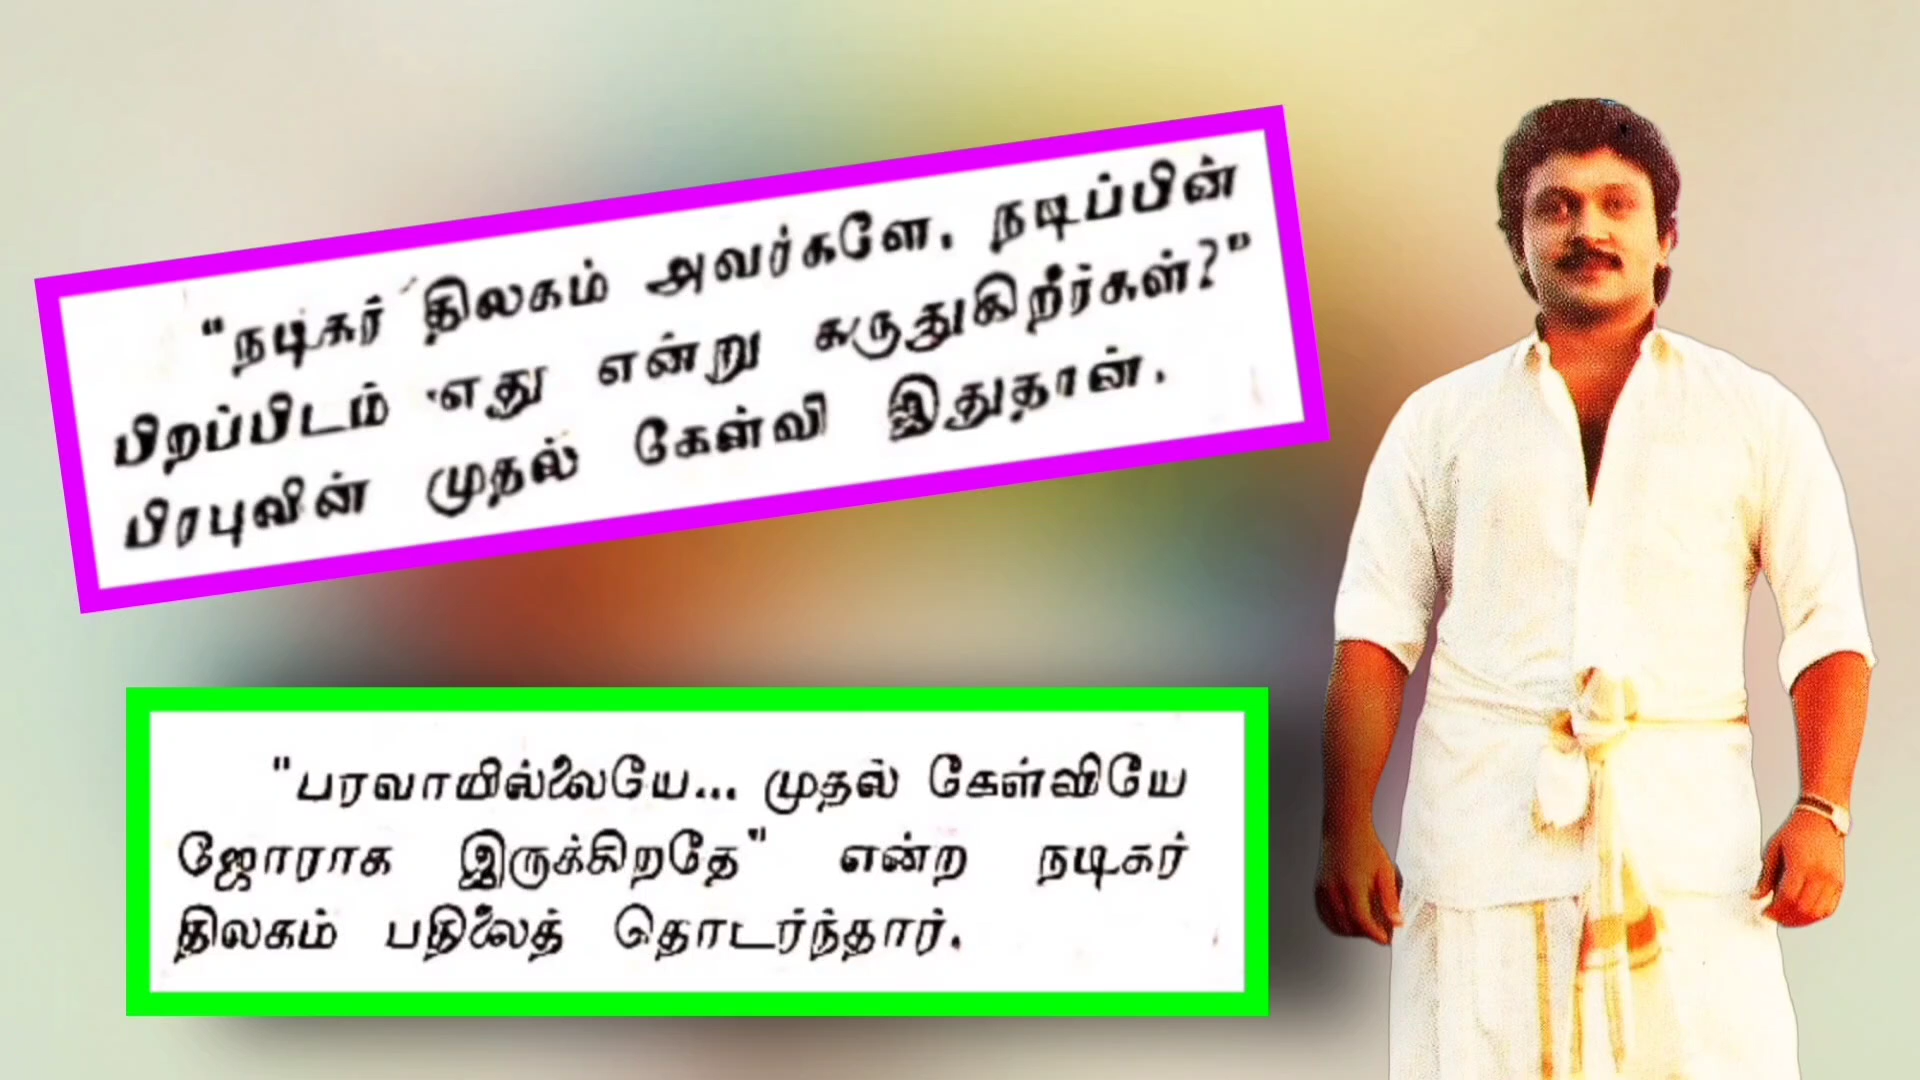 "நடிகர் திலகம் அவர்களே, நடிப்பின்
பிறப்பிடம் எது என்று கருதுகிறீர்கள்?"
பிரபுவின் முதல் கேள்வி இதுதான்.
"பரவாயில்லையே... முதல் கேள்வியே
ஜோராக இருக்கிறதே" என்ற நடிகர்
திலகம் பதிலைத் தொடர்ந்தார்.